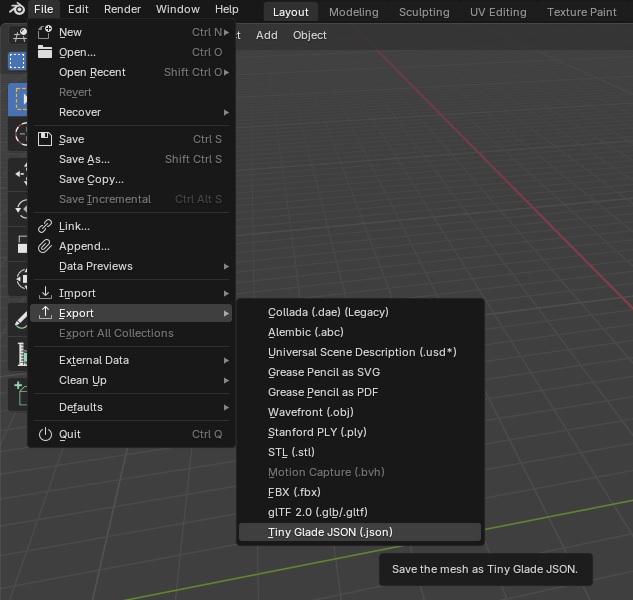 File Edit Render Window Help Layout Modeling Sculpting UV Editing Texture Paint
New Ctrl N
Add Object
Open... Ctrl O
Open Recent Shift Ctrl O
Revert
Recover
Save Ctrl S
Save As... Shift Ctrl S
Save Copy...
Save Incremental Ctrl Alt S
Link...
Append...
Data Previews
Import
Export
Export All Collections
External Data
Clean Up
Defaults
Quit Ctrl Q
Collada (.dae) (Legacy)
Alembic (.abc)
Universal Scene Description (.usd*)
Grease Pencil as SVG
Grease Pencil as PDF
Wavefront (.obj)
Stanford PLY (.ply)
STL (.stl)
Motion Capture (.bvh)
FBX (.fbx)
glTF 2.0 (.glb/.gltf)
Tiny Glade JSON (.json)
Save the mesh as Tiny Glade JSON.